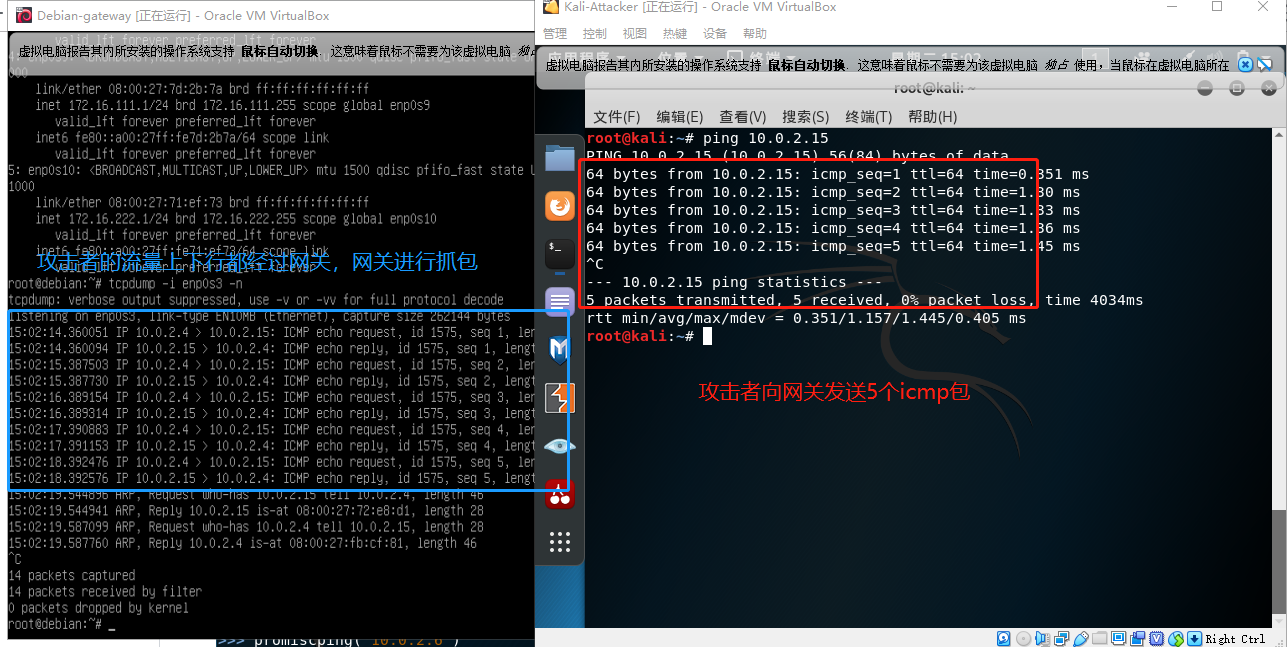 Debian-gateway [正在运行] - Oracle VM VirtualBox
虚拟电脑报告其内所安装的操作系统支持 鼠标自动切换. 这意味着鼠标不需要为该虚拟电脑
000
link/ether 08:00:27:7d:2b:7a brd ff:ff:ff:ff:ff:ff
inet 172.16.111.1/24 brd 172.16.111.255 scope global enp0s9
valid_lft forever preferred_lft forever
inet6 fe80::a00:27ff:fe7d:2b7a/64 scope link
valid_lft forever preferred_lft forever
5: enp0s10: <BROADCAST,MULTICAST,UP,LOWER_UP> mtu 1500 qdisc pfifo_fast state
1000
link/ether 08:00:27:71:ef:73 brd ff:ff:ff:ff:ff:ff
inet 172.16.222.1/24 brd 172.16.222.255 scope global enp0s10
valid_lft forever preferred_lft forever
inet6 fe80::a00:27ff:fe71:ef73/64 scope link
valid_lft forever preferred_lft forever
攻击者的流量上下行都经过网关，网关进行抓包
root@debian:~# tcpdump -i enp0s3 -n
tcpdump: verbose output suppressed, use -v or -vv for full protocol decode
listening on enp0s3, link-type EN10MB (Ethernet), capture size 262144 bytes
15:02:14.360051 IP 10.0.2.4 > 10.0.2.15: ICMP echo request, id 1575, seq 1, len
15:02:14.360094 IP 10.0.2.15 > 10.0.2.4: ICMP echo reply, id 1575, seq 1, lengt
15:02:15.387503 IP 10.0.2.4 > 10.0.2.15: ICMP echo request, id 1575, seq 2, len
15:02:15.387730 IP 10.0.2.15 > 10.0.2.4: ICMP echo reply, id 1575, seq 2, lengt
15:02:16.389154 IP 10.0.2.4 > 10.0.2.15: ICMP echo request, id 1575, seq 3, len
15:02:16.389314 IP 10.0.2.15 > 10.0.2.4: ICMP echo reply, id 1575, seq 3, lengt
15:02:17.390883 IP 10.0.2.4 > 10.0.2.15: ICMP echo request, id 1575, seq 4, len
15:02:17.391153 IP 10.0.2.15 > 10.0.2.4: ICMP echo reply, id 1575, seq 4, lengt
15:02:18.392476 IP 10.0.2.4 > 10.0.2.15: ICMP echo request, id 1575, seq 5, len
15:02:18.392576 IP 10.0.2.15 > 10.0.2.4: ICMP echo reply, id 1575, seq 5, lengt
15:02:19.544896 ARP, Request who-has 10.0.2.15 tell 10.0.2.4, length 46
15:02:19.544941 ARP, Reply 10.0.2.15 is-at 08:00:27:72:e8:d1, length 28
15:02:19.587099 ARP, Request who-has 10.0.2.4 tell 10.0.2.15, length 28
15:02:19.587760 ARP, Reply 10.0.2.4 is-at 08:00:27:fb:cf:81, length 46
^C
14 packets captured
14 packets received by filter
0 packets dropped by kernel
root@debian:~# _
>>> promiscping("10.0.2.6")
Kali-Attacker [正在运行] - Oracle VM VirtualBox
管理 控制 视图 热键 设备 帮助
虚拟电脑报告其内所安装的操作系统支持 鼠标自动切换. 这意味着鼠标不需要为该虚拟电脑 独占 使用，当鼠标在虚拟电脑所在
root@kali: ~
文件(F) 编辑(E) 查看(V) 搜索(S) 终端(T) 帮助(H)
root@kali:~# ping 10.0.2.15
PING 10.0.2.15 (10.0.2.15) 56(84) bytes of data.
64 bytes from 10.0.2.15: icmp_seq=1 ttl=64 time=0.351 ms
64 bytes from 10.0.2.15: icmp_seq=2 ttl=64 time=1.30 ms
64 bytes from 10.0.2.15: icmp_seq=3 ttl=64 time=1.33 ms
64 bytes from 10.0.2.15: icmp_seq=4 ttl=64 time=1.36 ms
64 bytes from 10.0.2.15: icmp_seq=5 ttl=64 time=1.45 ms
^C
--- 10.0.2.15 ping statistics ---
5 packets transmitted, 5 received, 0% packet loss, time 4034ms
rtt min/avg/max/mdev = 0.351/1.157/1.445/0.405 ms
root@kali:~#
攻击者向网关发送5个icmp包
Right Ctrl